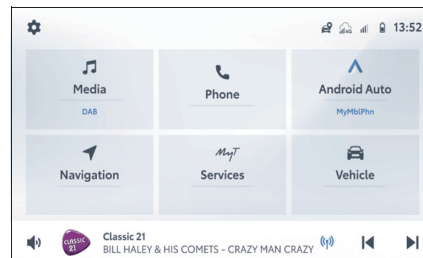 4G
13:52
Media
DAB
Phone
Android Auto
MyMblPhn
Navigation
MyT
Services
Vehicle
CLASSIC
21
Classic 21
BILL HALEY & HIS COMETS - CRAZY MAN CRAZY